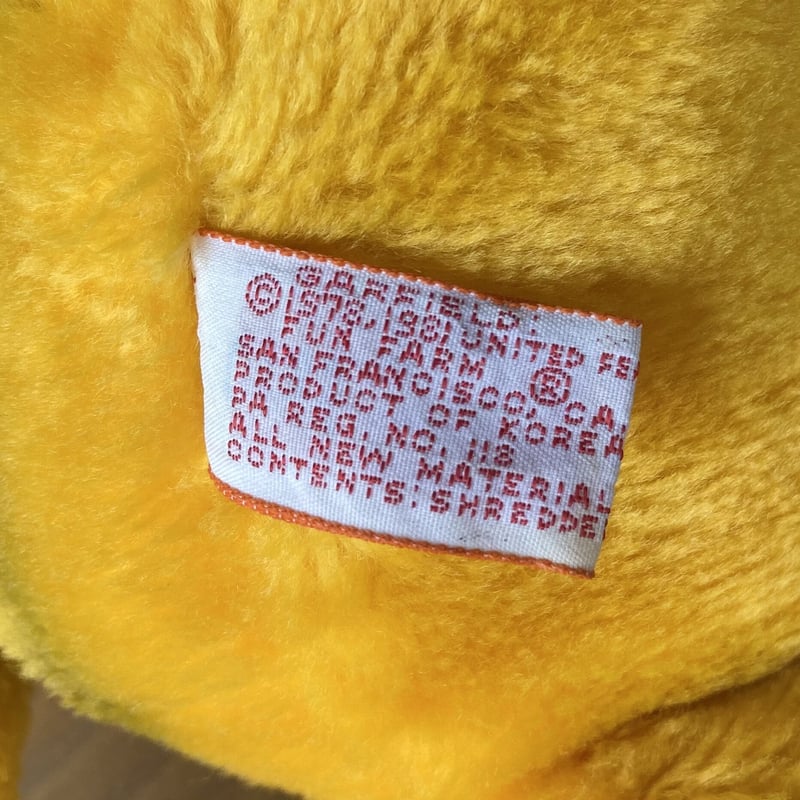 GARFIELD:
© 1978, 1981 UNITED FE
FUN FARM ®
SAN FRANCISCO, CA.
PRODUCT OF KOREA
PA REG. NO. 118
ALL NEW MATERIAL
CONTENTS: SHREDDE